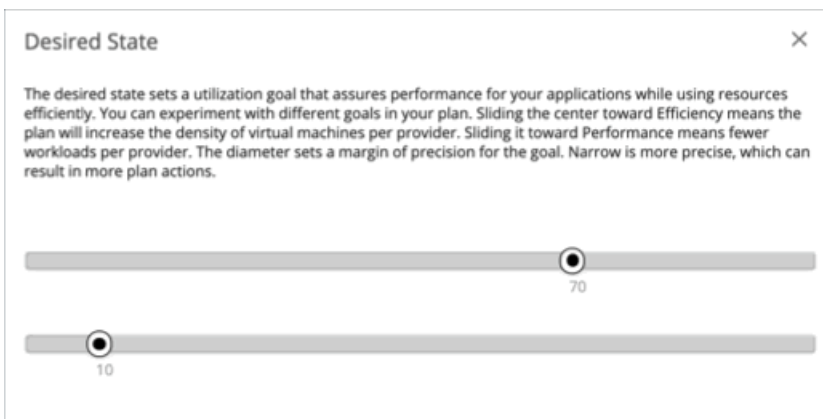 Desired State
The desired state sets a utilization goal that assures performance for your applications while using resources
efficiently. You can experiment with different goals in your plan. Sliding the center toward Efficiency means the
plan will increase the density of virtual machines per provider. Sliding it toward Performance means fewer
workloads per provider. The diameter sets a margin of precision for the goal. Narrow is more precise, which can
result in more plan actions.
70
10